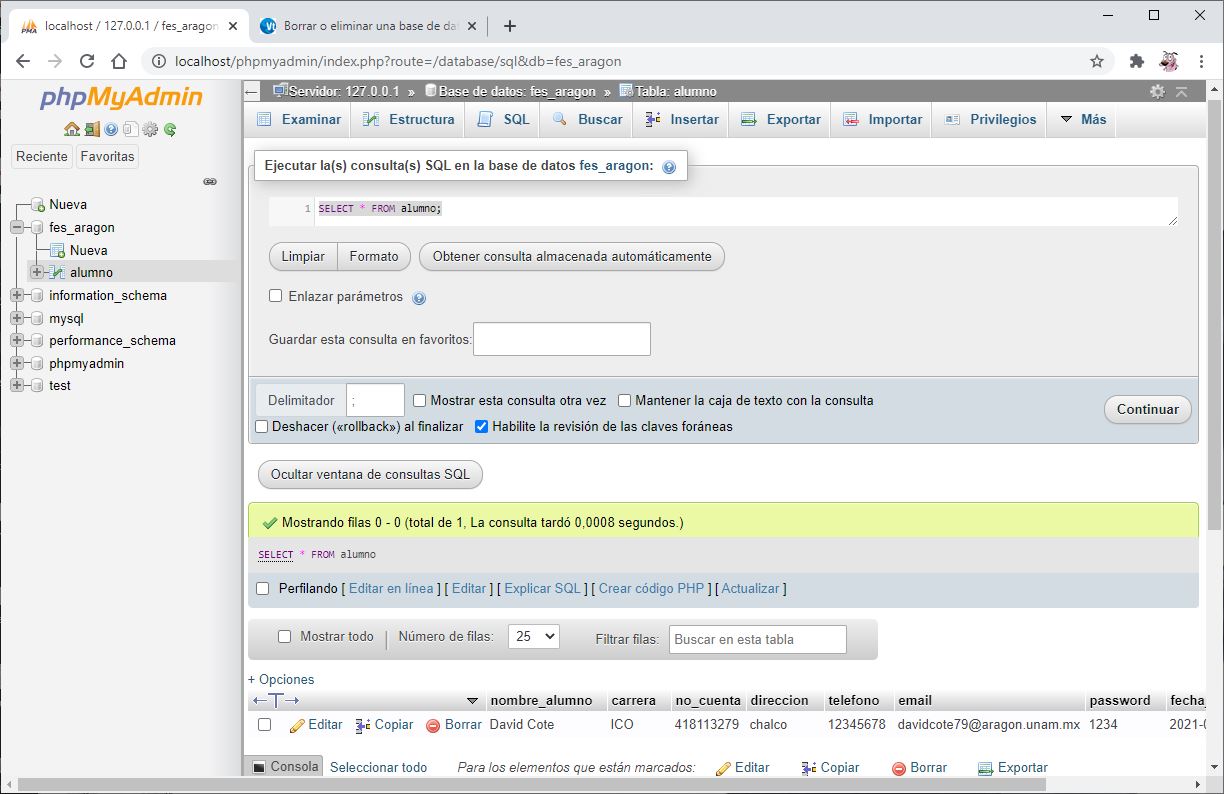 localhost / 127.0.0.1 / fes_aragon
Borrar o eliminar una base de dat
localhost/phpmyadmin/index.php?route=/database/sql&db=fes_aragon
phpMyAdmin
Reciente Favoritas
Nueva
fes_aragon
Nueva
alumno
information_schema
mysql
performance_schema
phpmyadmin
test
Servidor: 127.0.0.1 » Base de datos: fes_aragon » Tabla: alumno
Examinar Estructura SQL Buscar Insertar Exportar Importar Privilegios Más
Ejecutar la(s) consulta(s) SQL en la base de datos fes_aragon:
1 SELECT * FROM alumno;
Limpiar Formato Obtener consulta almacenada automáticamente
Enlazar parámetros
Guardar esta consulta en favoritos:
Delimitador ; Mostrar esta consulta otra vez Mantener la caja de texto con la consulta
Deshacer («rollback») al finalizar Habilite la revisión de las claves foráneas
Continuar
Ocultar ventana de consultas SQL
Mostrando filas 0 - 0 (total de 1, La consulta tardó 0,0008 segundos.)
SELECT * FROM alumno
Perfilando [ Editar en línea ] [ Editar ] [ Explicar SQL ] [ Crear código PHP ] [ Actualizar ]
Mostrar todo Número de filas: 25 Filtrar filas: Buscar en esta tabla
+ Opciones
←T→ nombre_alumno carrera no_cuenta direccion telefono email password fecha_
Editar Copiar Borrar David Cote ICO 418113279 chalco 12345678 davidcote79@aragon.unam.mx 1234 2021-0
Consola Seleccionar todo Para los elementos que están marcados: Editar Copiar Borrar Exportar